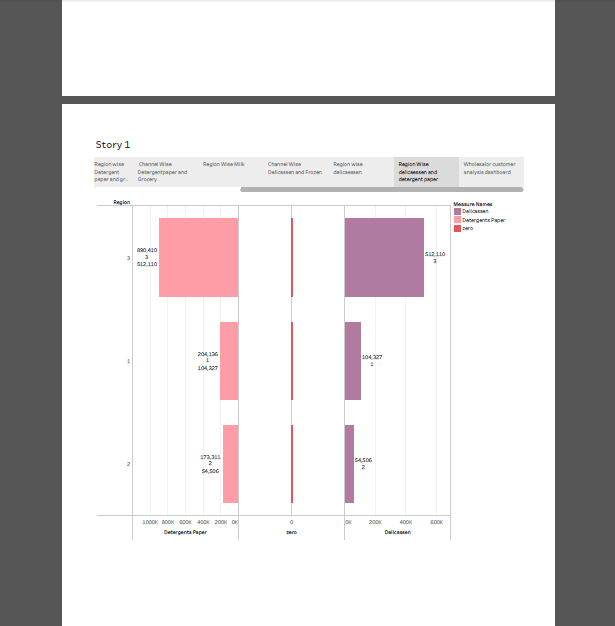 Story 1
Region wise
Detergent
paper and gr..
Channel Wise
Detergentpaper and
Grocery
Region Wise Milk
Channel Wise
Delicassen and Frozen
Region wise
delicaessen
Region Wise
delicaessen and
detergent paper
Wholesalor customer
analysis dashboard
Region
Measure Names
Delicassen
Detergents Paper
zero
3
890,410
3
512,110
512,110
3
1
204,136
1
104,327
104,327
1
2
173,311
2
54,506
54,506
2
1000K 800K 600K 400K 200K 0K
0
0K 200K 400K 600K
Detergents Paper
zero
Delicassen